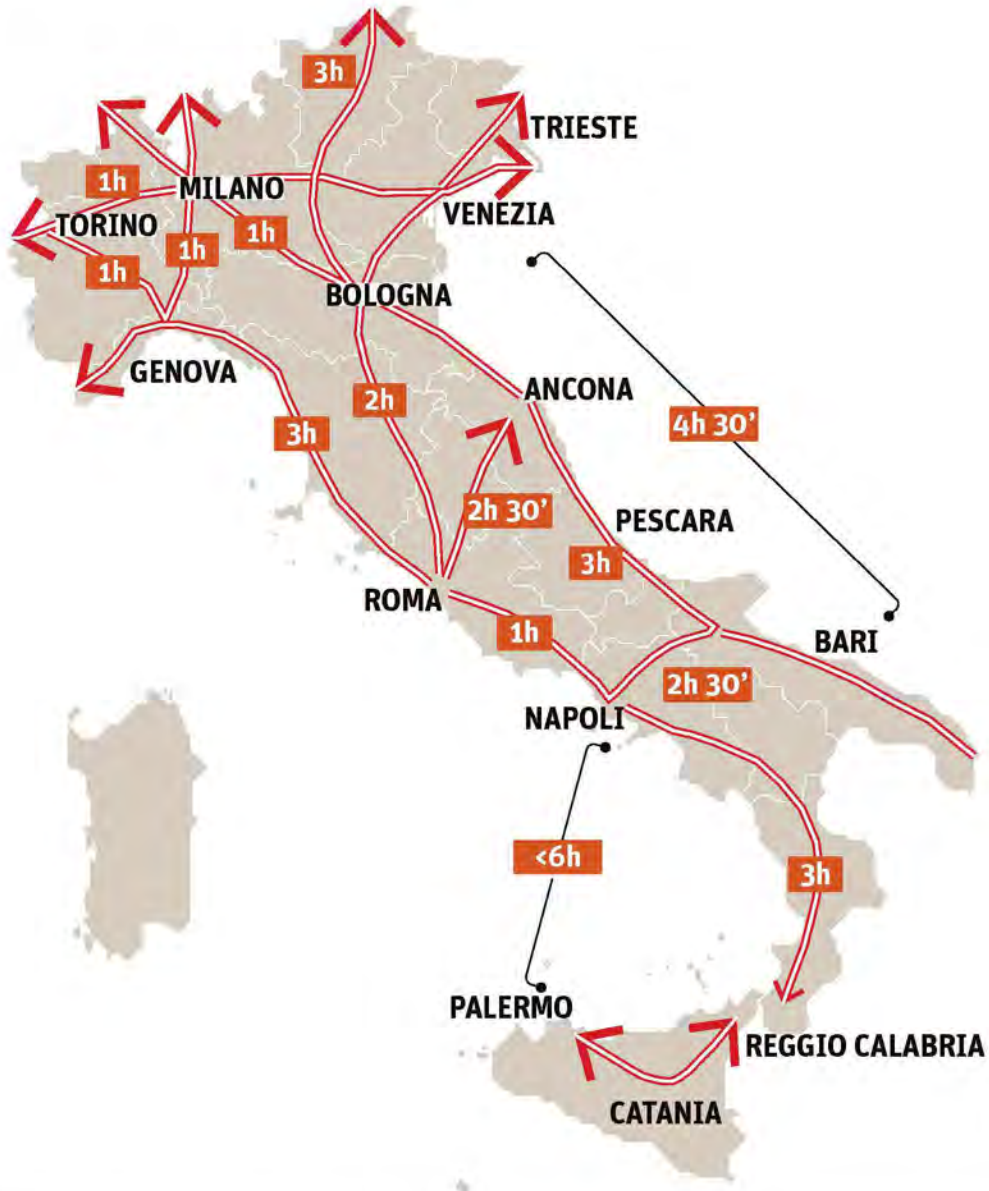 3h
TRIESTE
1h
MILANO
VENEZIA
TORINO
1h
1h
1h
BOLOGNA
GENOVA
ANCONA
2h
3h
4h 30’
2h 30’
PESCARA
3h
ROMA
1h
BARI
2h 30’
NAPOLI
<6h
3h
PALERMO
REGGIO CALABRIA
CATANIA